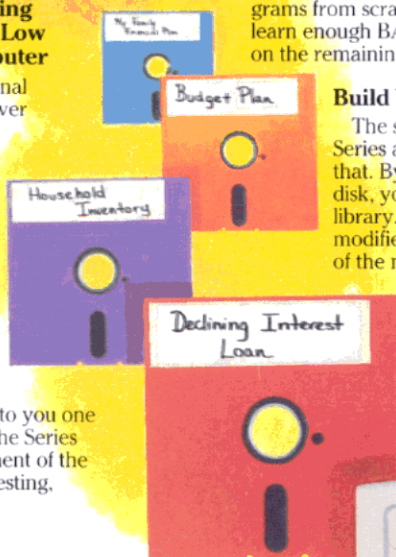 ing
Low
puter
nal
ver
My Family
Financial Plan
grams from scra
learn enough BA
on the remainin
Budget Plan
Build
The s
Series a
that. By
disk, yo
library.
modifie
of the r
Household
Inventory
Declining Interest
Loan
to you one
he Series
nent of the
esting,